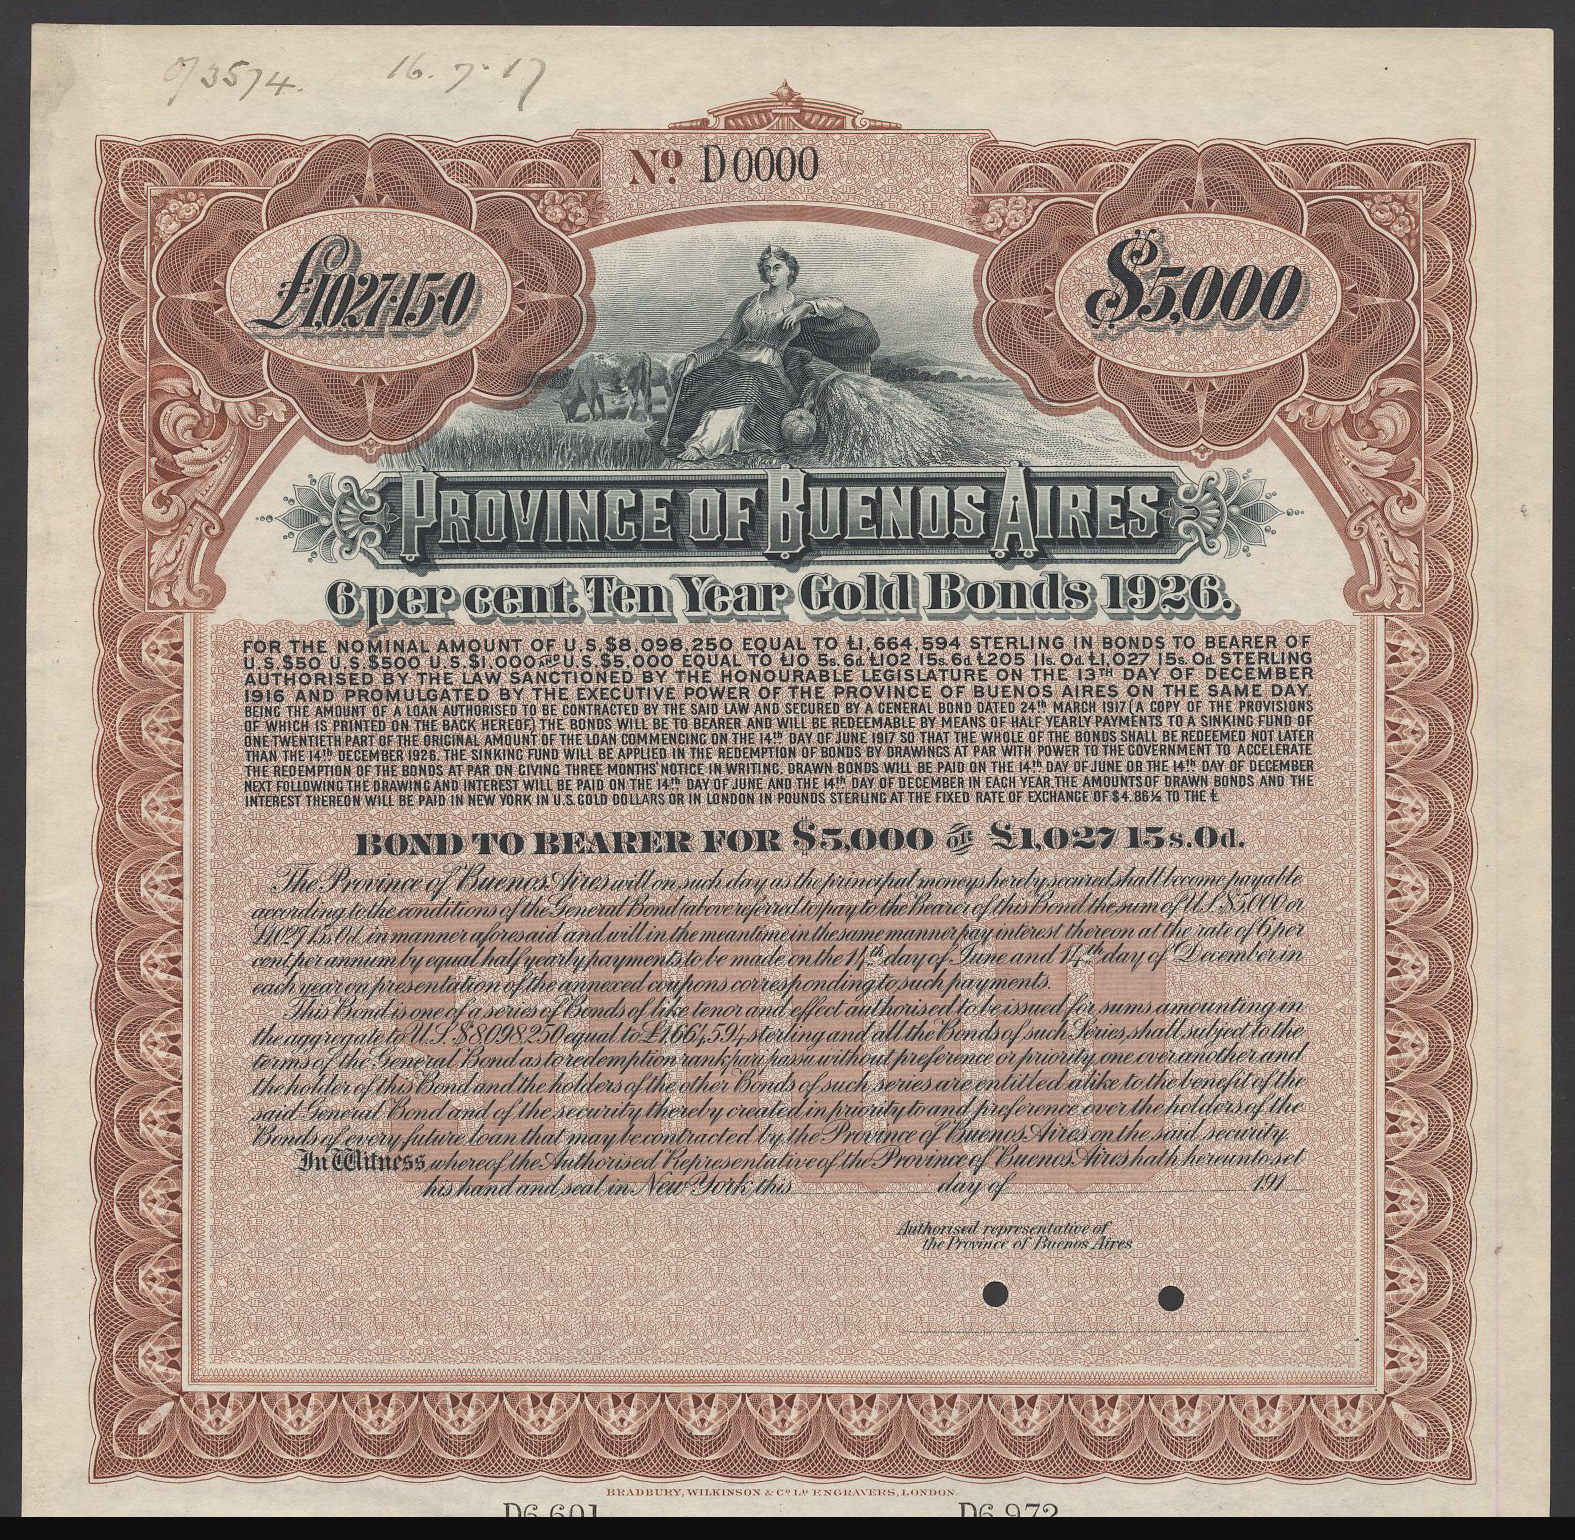 0/3574. 16.7.17
Nº D0000
£1,027·15·0
$5,000
PROVINCE OF BUENOS AIRES
6 per cent. Ten Year Gold Bonds 1926.
FOR THE NOMINAL AMOUNT OF U.S.$8,098,250 EQUAL TO £1,664,594 STERLING IN BONDS TO BEARER OF
U.S.$50 U.S.$500 U.S.$1,000 AND U.S.$5,000 EQUAL TO £10 5s. 6d. £102 15s. 6d. £205 11s. 0d. £1,027 15s. 0d. STERLING
AUTHORISED BY THE LAW SANCTIONED BY THE HONOURABLE LEGISLATURE ON THE 13TH DAY OF DECEMBER
1916 AND PROMULGATED BY THE EXECUTIVE POWER OF THE PROVINCE OF BUENOS AIRES ON THE SAME DAY,
BEING THE AMOUNT OF A LOAN AUTHORISED TO BE CONTRACTED BY THE SAID LAW AND SECURED BY A GENERAL BOND DATED 24th MARCH 1917 (A COPY OF THE PROVISIONS
OF WHICH IS PRINTED ON THE BACK HEREOF.) THE BONDS WILL BE TO BEARER AND WILL BE REDEEMABLE BY MEANS OF HALF YEARLY PAYMENTS TO A SINKING FUND OF
ONE TWENTIETH PART OF THE ORIGINAL AMOUNT OF THE LOAN COMMENCING ON THE 14th DAY OF JUNE 1917 SO THAT THE WHOLE OF THE BONDS SHALL BE REDEEMED NOT LATER
THAN THE 14th DECEMBER 1926. THE SINKING FUND WILL BE APPLIED IN THE REDEMPTION OF BONDS BY DRAWINGS AT PAR WITH POWER TO THE GOVERNMENT TO ACCELERATE
THE REDEMPTION OF THE BONDS AT PAR ON GIVING THREE MONTHS' NOTICE IN WRITING. DRAWN BONDS WILL BE PAID ON THE 14th DAY OF JUNE OR THE 14th DAY OF DECEMBER
NEXT FOLLOWING THE DRAWING AND INTEREST WILL BE PAID ON THE 14th DAY OF JUNE AND THE 14th DAY OF DECEMBER IN EACH YEAR. THE AMOUNTS OF DRAWN BONDS AND THE
INTEREST THEREON WILL BE PAID IN NEW YORK IN U.S. GOLD DOLLARS OR IN LONDON IN POUNDS STERLING AT THE FIXED RATE OF EXCHANGE OF $4.86½ TO THE £
BOND TO BEARER FOR $5,000 OR £1,027 15s. 0d.
The Province of Buenos Aires will on such day as the principal moneys hereby secured shall become payable
according to the conditions of the General Bond (above referred to) pay to the Bearer of this Bond the sum of U.S. $5,000 or
£1,027 15s. 0d. in manner aforesaid and will in the meantime in the same manner pay interest thereon at the rate of 6 per
cent per annum by equal half yearly payments to be made on the 14th day of June and 14th day of December in
each year on presentation of the annexed coupons corresponding to such payments.
This Bond is one of a series of Bonds of like tenor and effect authorised to be issued for sums amounting in
the aggregate to U.S. $8,098,250 equal to £1,664,594 sterling and all the Bonds of such Series, shall subject to the
terms of the General Bond as to redemption rank pari passu without preference or priority, one over another and
the holder of this Bond and the holders of the other Bonds of such series are entitled alike to the benefit of the
said General Bond and of the security thereby created in priority to and preference over the holders of the
Bonds of every future loan that may be contracted by the Province of Buenos Aires on the said security.
In Witness whereof the Authorised Representative of the Province of Buenos Aires hath hereunto set
his hand and seal in New York this day of 191
Authorised representative of
the Province of Buenos Aires
BRADBURY, WILKINSON & Co Ld ENGRAVERS, LONDON.
D6,601 D6,972